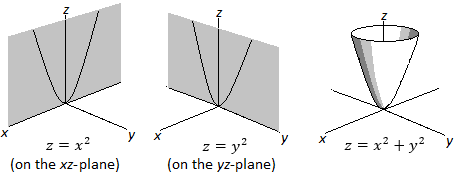 z
x
y
z = x²
(on the xz-plane)
z
x
y
z = y²
(on the yz-plane)
z
x
y
z = x² + y²